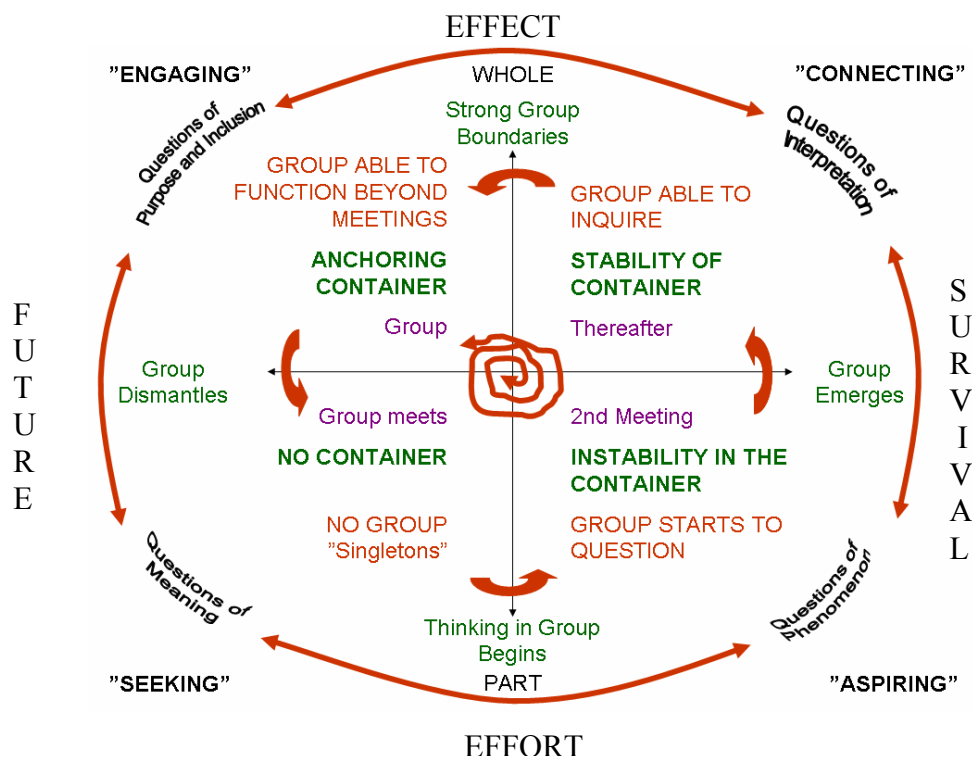 EFFECT
”ENGAGING”
WHOLE
”CONNECTING”
Questions of
Purpose and Inclusion
Strong Group
Boundaries
Questions of
Interpretation
GROUP ABLE TO
FUNCTION BEYOND
MEETINGS
GROUP ABLE TO
INQUIRE
ANCHORING
CONTAINER
STABILITY OF
CONTAINER
Group
Thereafter
F
U
T
U
R
E
S
U
R
V
I
V
A
L
Group
Dismantles
Group
Emerges
Group meets
2nd Meeting
NO CONTAINER
INSTABILITY IN THE
CONTAINER
NO GROUP
”Singletons”
GROUP STARTS TO
QUESTION
Questions of
Meaning
Questions of
Phenomenon
Thinking in Group
Begins
”SEEKING”
PART
”ASPIRING”
EFFORT